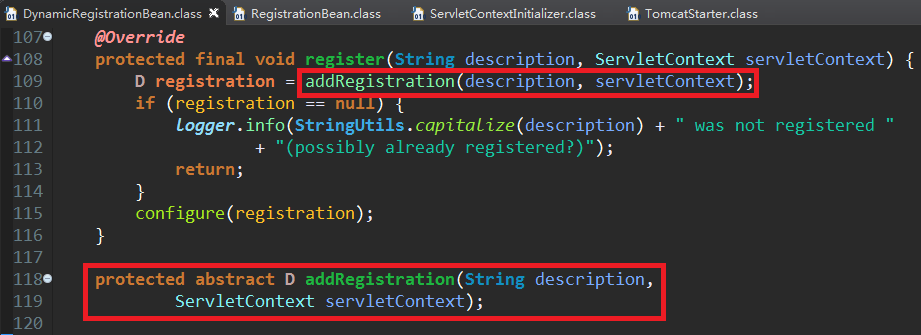 DynamicRegistrationBean.class RegistrationBean.class ServletContextInitializer.class TomcatStarter.class
107 @Override
108 protected final void register(String description, ServletContext servletContext) {
109 D registration = addRegistration(description, servletContext);
110 if (registration == null) {
111 logger.info(StringUtils.capitalize(description) + " was not registered "
112 + "(possibly already registered?)");
113 return;
114 }
115 configure(registration);
116 }
117
118 protected abstract D addRegistration(String description,
119 ServletContext servletContext);
120